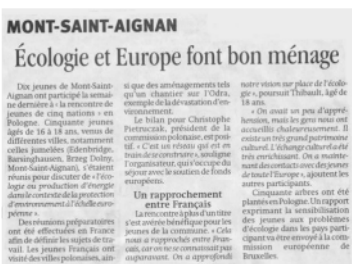 MONT-SAINT-AIGNAN
Écologie et Europe font bon ménage
Dix jeunes de Mont-Saint-
Aignan ont participé la semai-
ne dernière à « la rencontre de
jeunes de cinq nations » en
Pologne. Cinquante jeunes
âgés de 16 à 18 ans, venus de
différentes villes, notamment
celles jumelées (Edenbridge,
Barsinghausen, Brzeg Dolny,
Mont-Saint-Aignan), s'étaient
réunis pour discuter de « l'éco-
logie ou production d'énergie
dans le contexte de la protection
d'environnement à l'échelle euro-
péenne ».
Des réunions préparatoires
ont été effectuées en France
afin de définir les sujets de tra-
vail. Les jeunes Français ont
visité des villes polonaises, ain-
si que des aménagements tels
qu'un chantier sur l'Odra,
exemple de la dévastation d'en-
vironnement.
Le bilan pour Christophe
Pietruczak, président de la
commission polonaise, est posi-
tif. « C'est un réseau qui est en
train de se construire », souligne
l'organisateur, qui s'occupe du
séjour avec le soutien de fonds
européens.
Un rapprochement
entre Français
La rencontre à plus d'un titre
s'est avérée bénéfique pour les
jeunes de la commune. « Cela
nous a rapprochés entre Fran-
çais, car on ne se connaissait pas
auparavant. On a approfondi
notre vision sur place de l'écolo-
gie », poursuit Thibault, âgé de
18 ans.
« On avait un peu d'appré-
hension, mais les gens nous ont
accueillis chaleureusement. Il
existe un très grand patrimoine
culturel. L'échange culturel a été
très enrichissant. On a mainte-
nant des contacts avec des jeunes
de toute l'Europe », ajoutent les
autres participants.
Cinquante arbres ont été
plantés en Pologne. Un rapport
exprimant la sensibilisation
des jeunes aux problèmes
d'écologie dans les pays parti-
cipant va être envoyé à la com-
mission européenne de
Bruxelles.